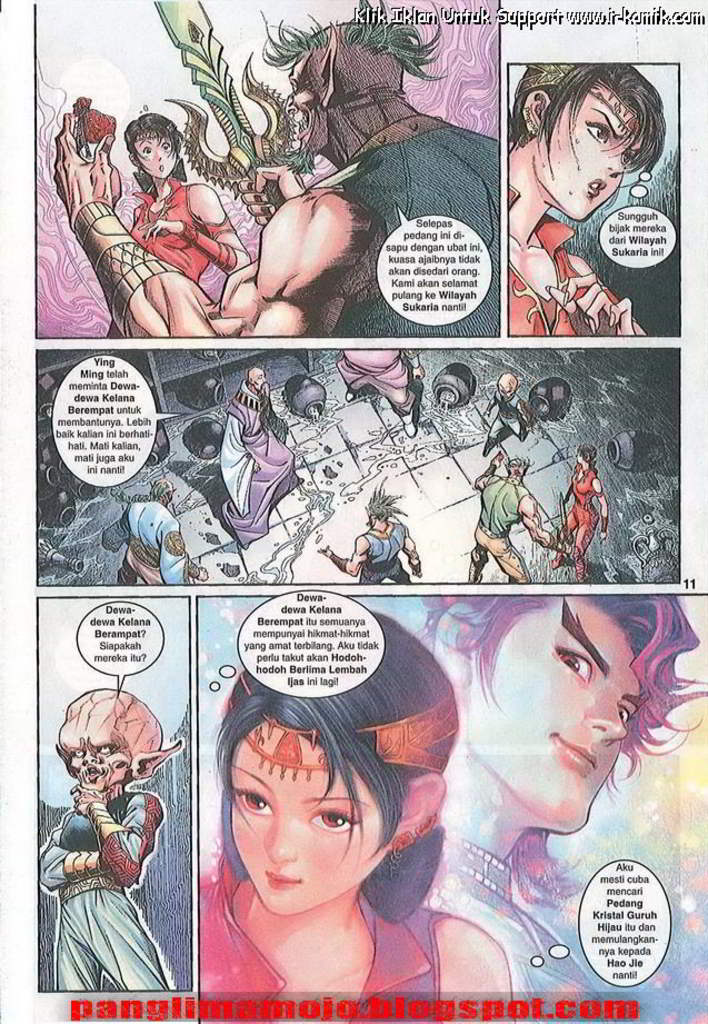 Klik Iklan Untuk Support www.ir-komik.com
Selepas
pedang ini di-
sapu dengan ubat ini,
kuasa ajaibnya tidak
akan disedari orang.
Kami akan selamat
pulang ke Wilayah
Sukaria nanti!
Sungguh
bijak mereka
dari Wilayah
Sukaria ini!
Ying
Ming telah
meminta Dewa-
dewa Kelana
Berempat untuk
membantunya. Lebih
baik kalian ini berhati-
hati. Mati kalian,
mati juga aku
ini nanti!
11
Dewa-
dewa Kelana
Berampat?
Siapakah
mereka itu?
Dewa-
dewa Kelana
Berempat itu semuanya
mempunyai hikmat-hikmat
yang amat terbilang. Aku tidak
perlu takut akan Hodoh-
hodoh Berlima Lembah
Ijas ini lagi!
Aku
mesti cuba
mencari
Pedang
Kristal Guruh
Hijau itu dan
memulangkan-
nya kepada
Hao Jie
nanti!
panglimamojo.blogspot.com